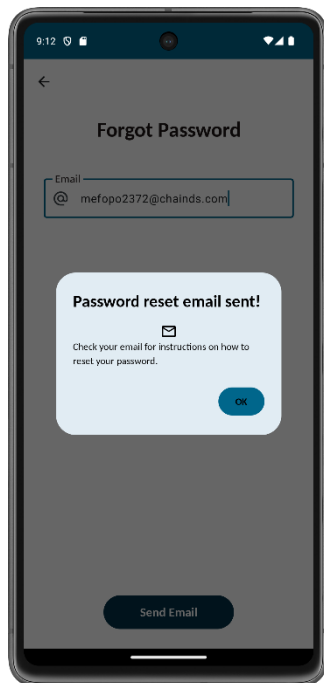 9:12
Forgot Password
Email
@ mefopo2372@chainds.com
Password reset email sent!
Check your email for instructions on how to
reset your password.
OK
Send Email